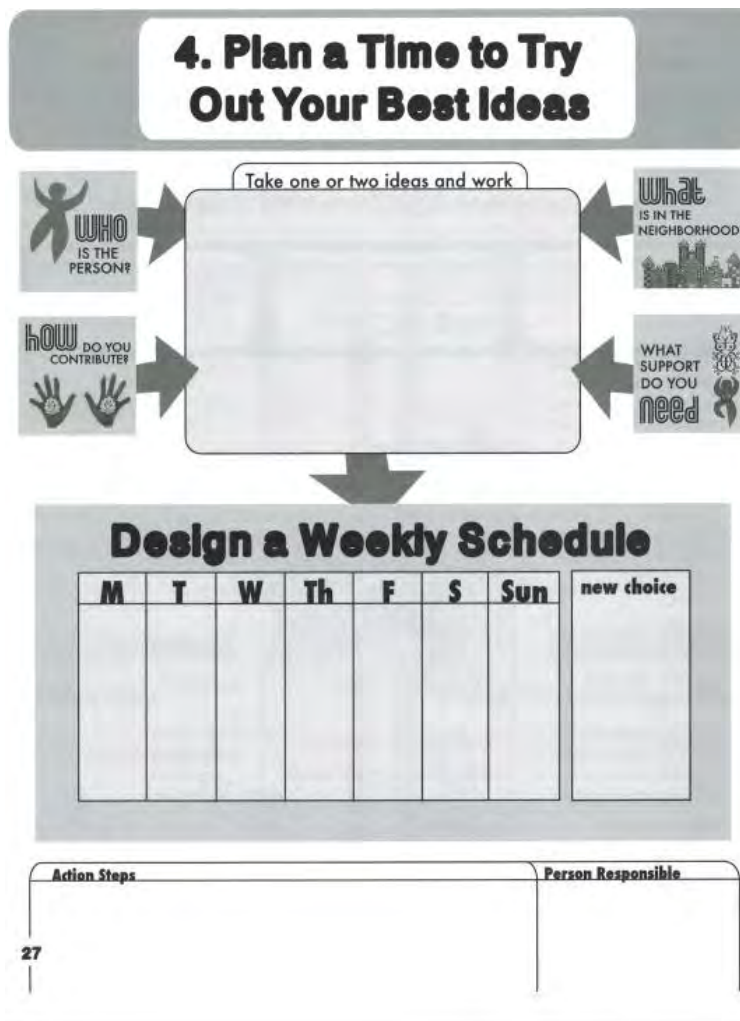 4. Plan a Time to Try
Out Your Best Ideas
Take one or two ideas and work
WHO
IS THE
PERSON?
What
IS IN THE
NEIGHBORHOOD
how DO YOU
CONTRIBUTE?
WHAT
SUPPORT
DO YOU
need
Design a Weekly Schedule
M T W Th F S Sun new choice
Action Steps Person Responsible
27